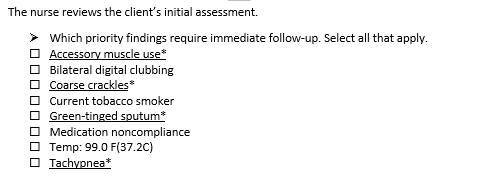 The nurse reviews the client's initial assessment.
➢ Which priority findings require immediate follow-up. Select all that apply.
☐ Accessory muscle use*
☐ Bilateral digital clubbing
☐ Coarse crackles*
☐ Current tobacco smoker
☐ Green-tinged sputum*
☐ Medication noncompliance
☐ Temp: 99.0 F(37.2C)
☐ Tachypnea*